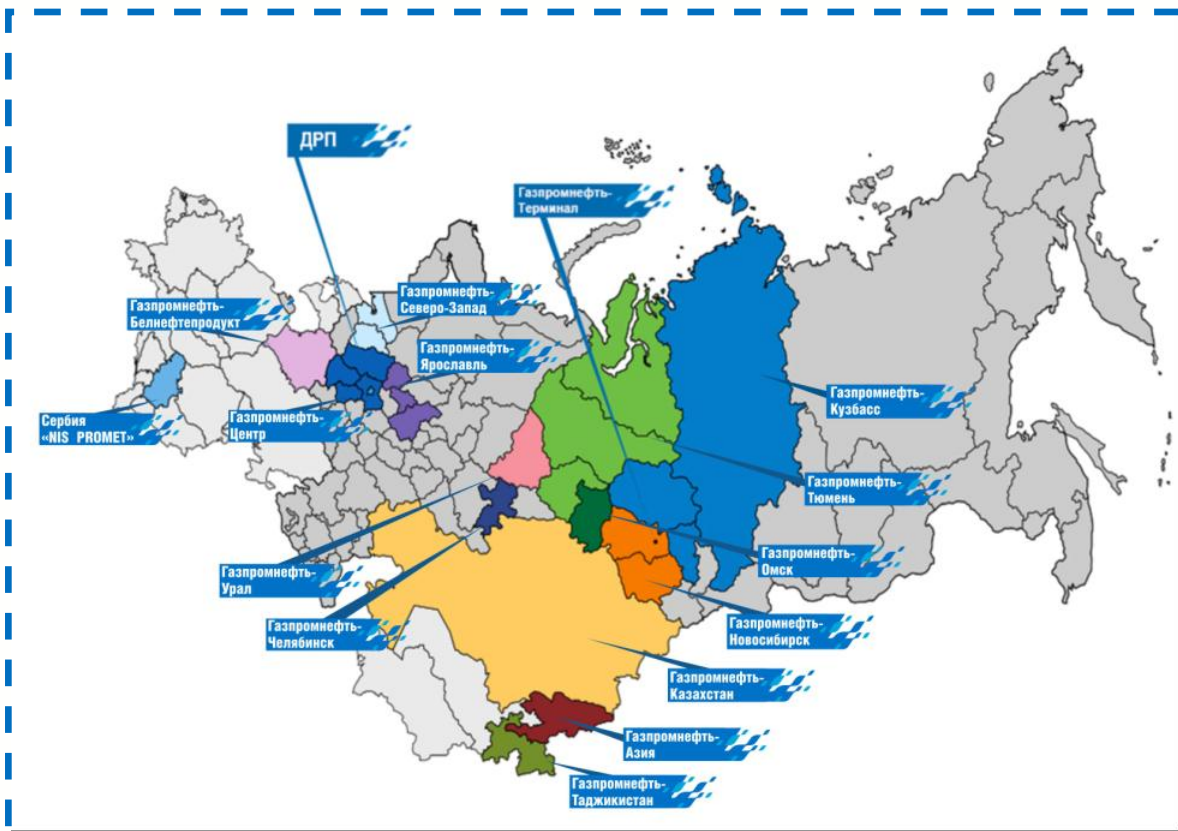 ДРП
Газпромнефть-
Терминал
Газпромнефть-
Северо-Запад
Газпромнефть-
Белнефтепродукт
Газпромнефть-
Ярославль
Газпромнефть-
Кузбасс
Сербия
«NIS PROMET»
Газпромнефть-
Центр
Газпромнефть-
Тюмень
Газпромнефть-
Омск
Газпромнефть-
Урал
Газпромнефть-
Челябинск
Газпромнефть-
Новосибирск
Газпромнефть-
Казахстан
Газпромнефть-
Азия
Газпромнефть-
Таджикистан